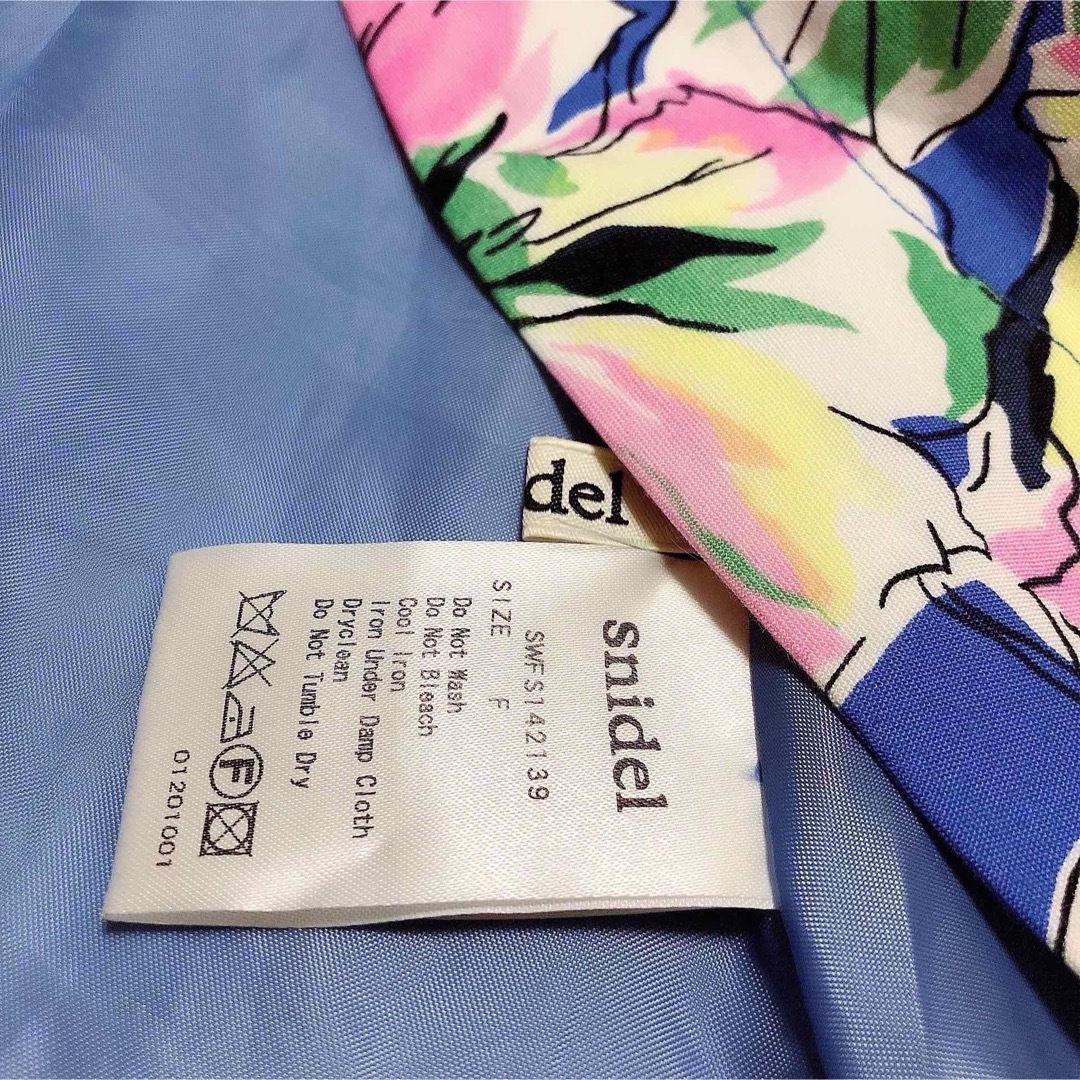 del
snidel
SWFS142139
SIZE F
Do Not Wash
Do Not Bleach
Cool Iron
Iron Under Damp Cloth
Dryclean
Do Not Tumble Dry
F
01201001